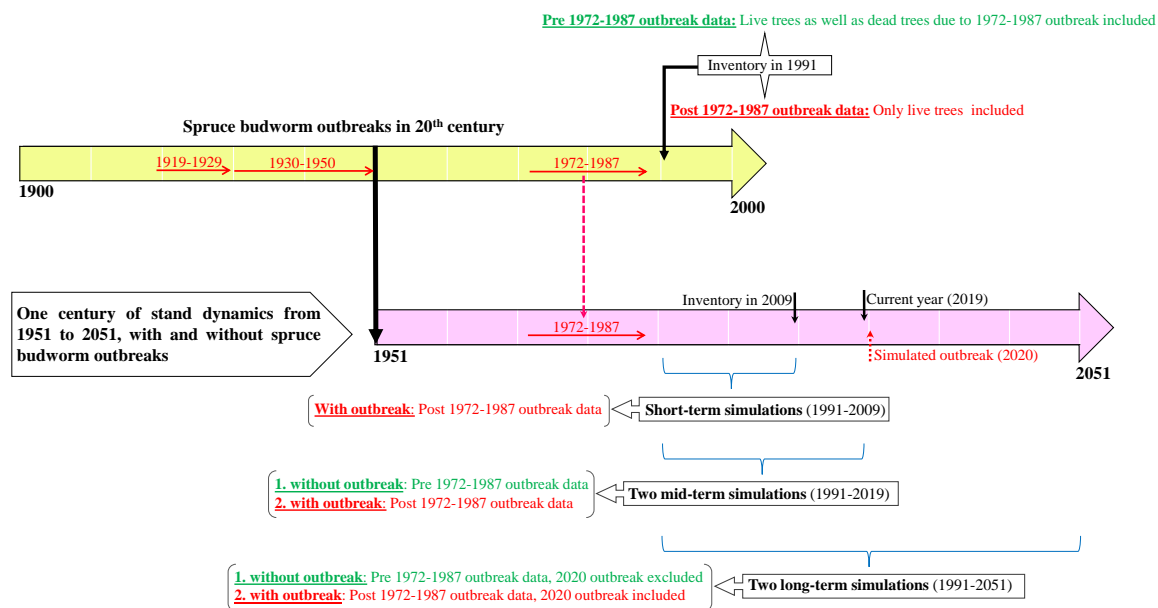 Pre 1972-1987 outbreak data: Live trees as well as dead trees due to 1972-1987 outbreak included
Inventory in 1991
Post 1972-1987 outbreak data: Only live trees included
Spruce budworm outbreaks in 20th century
1919-1929
1930-1950
1972-1987
1900
2000
One century of stand dynamics from
1951 to 2051, with and without spruce
budworm outbreaks
Inventory in 2009
Current year (2019)
1972-1987
1951
Simulated outbreak (2020)
2051
With outbreak: Post 1972-1987 outbreak data
Short-term simulations (1991-2009)
1. without outbreak: Pre 1972-1987 outbreak data
2. with outbreak: Post 1972-1987 outbreak data
Two mid-term simulations (1991-2019)
1. without outbreak: Pre 1972-1987 outbreak data, 2020 outbreak excluded
2. with outbreak: Post 1972-1987 outbreak data, 2020 outbreak included
Two long-term simulations (1991-2051)